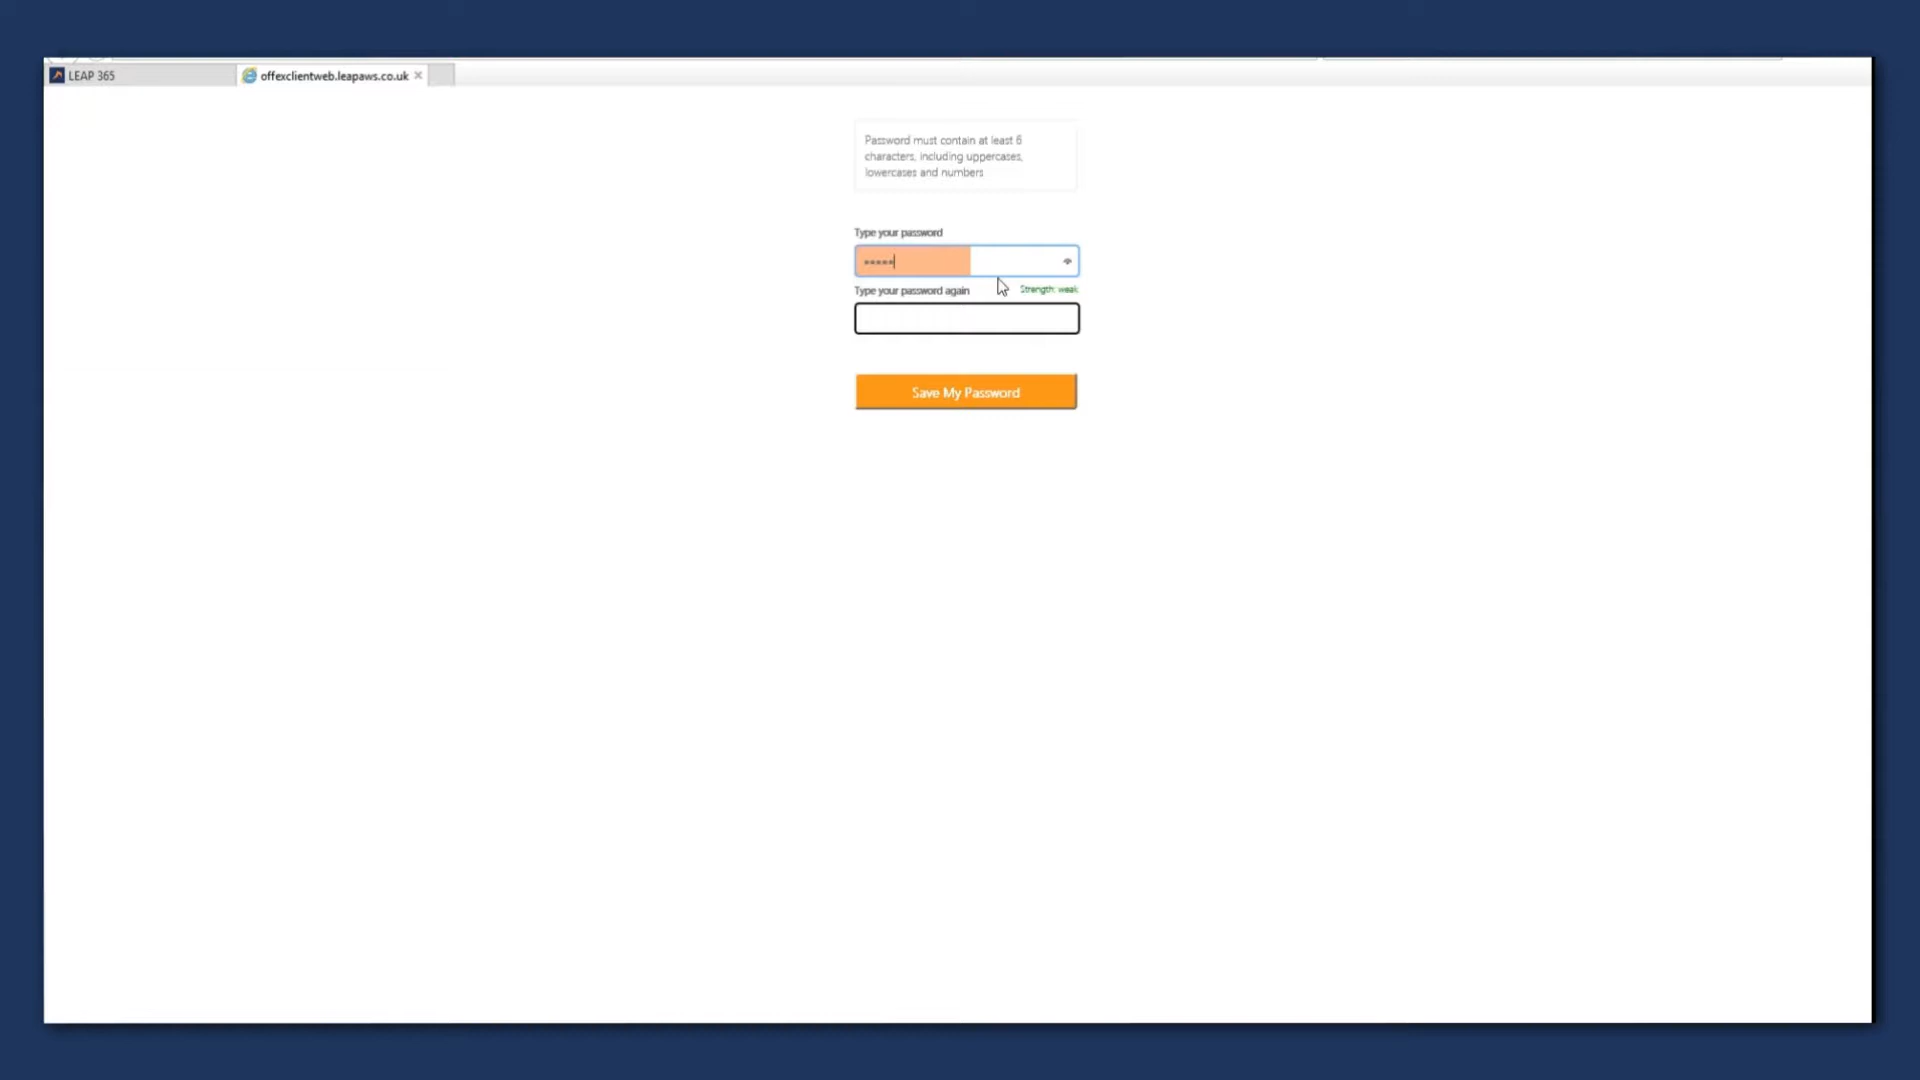 LEAP 365
offexclientweb.leapaws.co.uk
Password must contain at least 6
characters, including uppercases,
lowercases and numbers
Type your password
•••••
Type your password again
Strength: weak
Save My Password